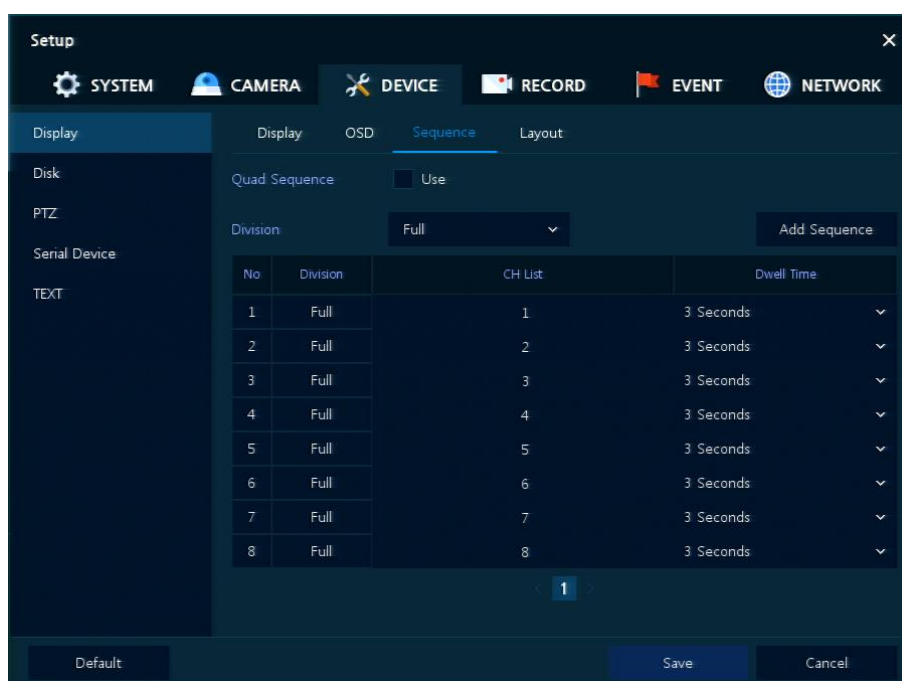 Setup
SYSTEM CAMERA DEVICE RECORD EVENT NETWORK
Display Display OSD Sequence Layout
Disk Quad Sequence Use
PTZ Division Full Add Sequence
Serial Device
No Division CH List Dwell Time
TEXT
1 Full 1 3 Seconds
2 Full 2 3 Seconds
3 Full 3 3 Seconds
4 Full 4 3 Seconds
5 Full 5 3 Seconds
6 Full 6 3 Seconds
7 Full 7 3 Seconds
8 Full 8 3 Seconds
1
Default Save Cancel